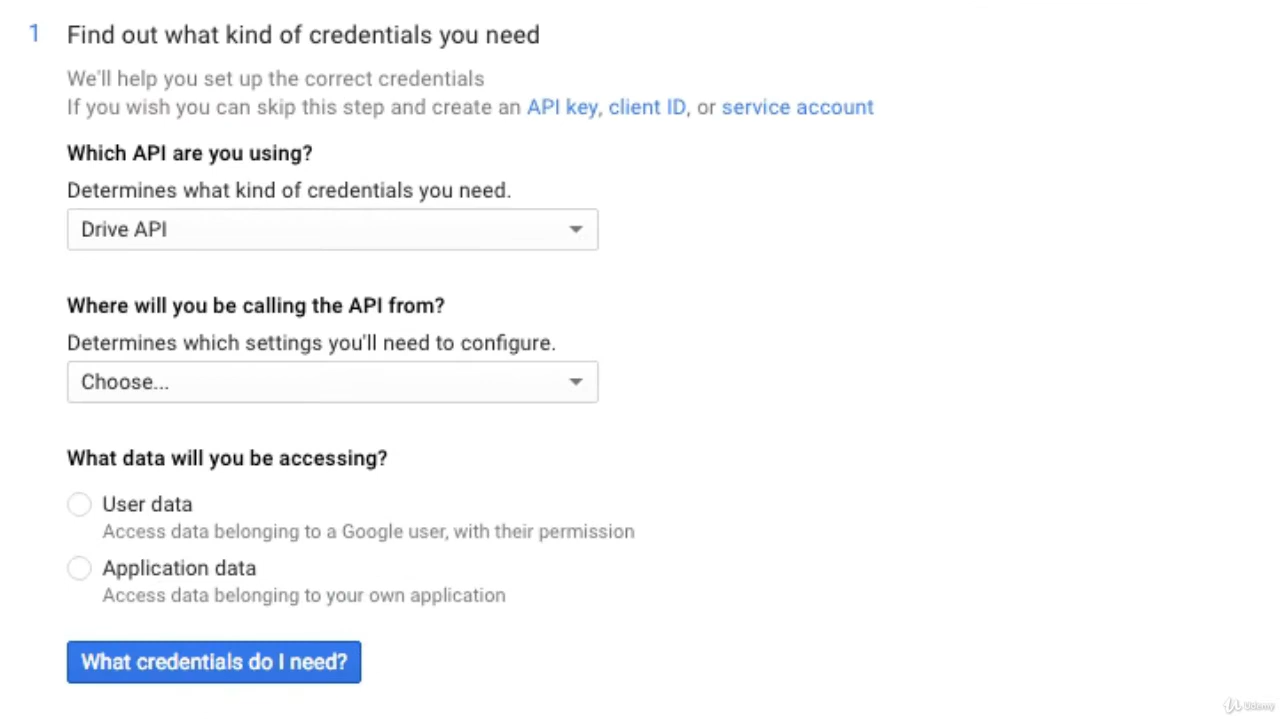 1 Find out what kind of credentials you need
We'll help you set up the correct credentials
If you wish you can skip this step and create an API key, client ID, or service account
Which API are you using?
Determines what kind of credentials you need.
Drive API
Where will you be calling the API from?
Determines which settings you'll need to configure.
Choose...
What data will you be accessing?
User data
Access data belonging to a Google user, with their permission
Application data
Access data belonging to your own application
What credentials do I need?
Udemy